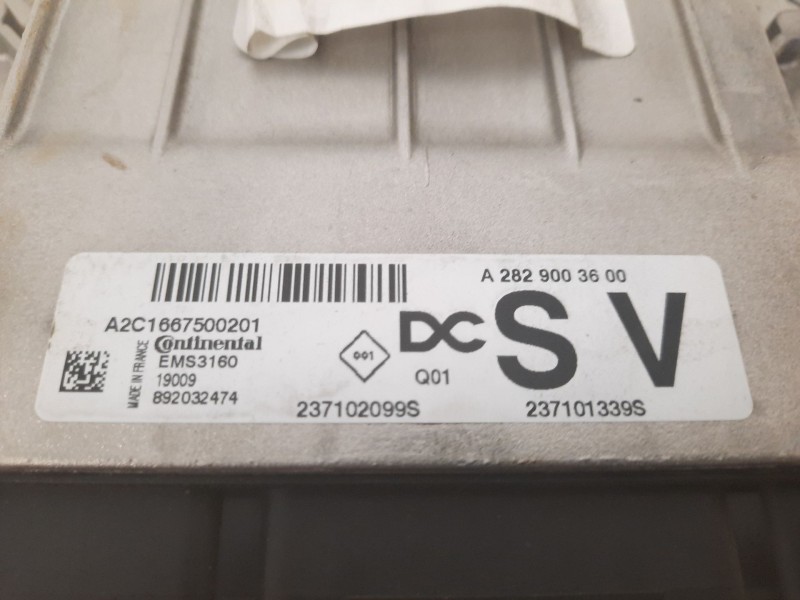 A 282 900 36 00
A2C1667500201
Continental
EMS3160
19009
892032474
MADE IN FRANCE
Q01
DC
Q01
S V
237102099S
237101339S